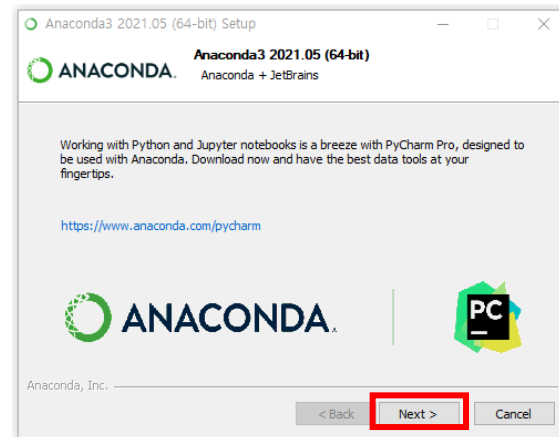 Anaconda3 2021.05 (64-bit) Setup
Anaconda3 2021.05 (64-bit)
ANACONDA.
Anaconda + JetBrains
Working with Python and Jupyter notebooks is a breeze with PyCharm Pro, designed to
be used with Anaconda. Download now and have the best data tools at your
fingertips.
https://www.anaconda.com/pycharm
ANACONDA.
PC
Anaconda, Inc.
< Back
Next >
Cancel